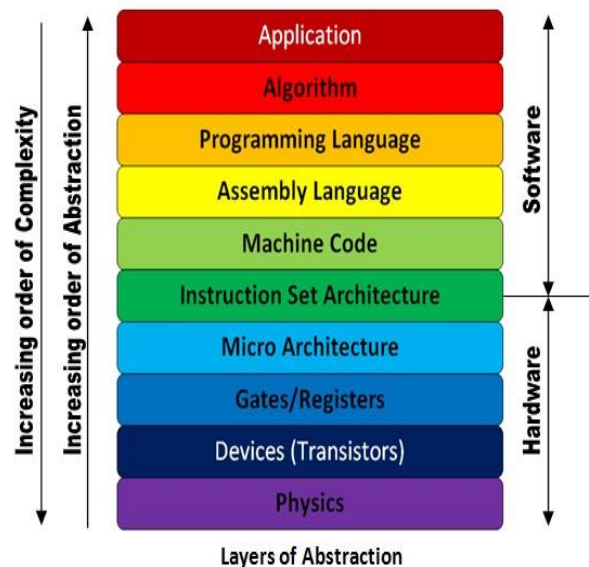 Increasing order of Complexity
Increasing order of Abstraction
Application
Algorithm
Programming Language
Assembly Language
Machine Code
Instruction Set Architecture
Micro Architecture
Gates/Registers
Devices (Transistors)
Physics
Software
Hardware
Layers of Abstraction